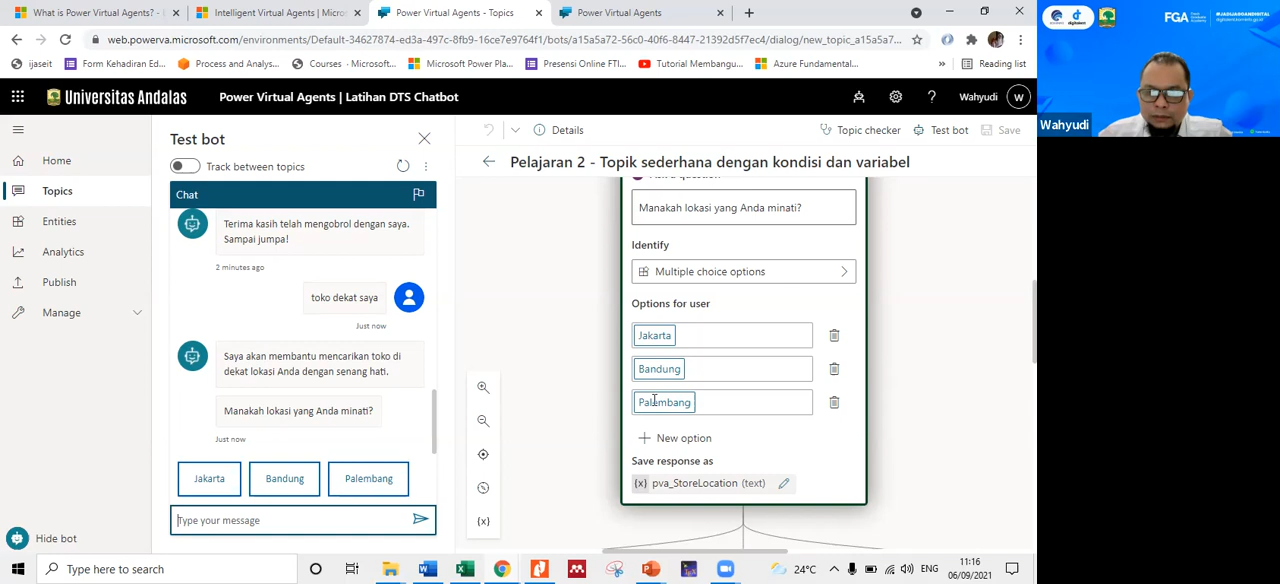 What is Power Virtual Agents? -
Intelligent Virtual Agents | Micr
Power Virtual Agents - Topics
Power Virtual Agents
web.powerva.microsoft.com/environments/Default-34627874-ed3a-497c-8fb9-16ce7e9764f1/bots/a15a5a72-56c0-40f6-8447-21392d5f7ec4/dialog/new_topic_a15a5a7...
ijaseit
Form Kehadiran Ed...
Process and Analys...
Courses - Microsoft...
Microsoft Power Pla...
Presensi Online FTI...
Tutorial Membangu...
Azure Fundamental...
»
Reading list
Universitas Andalas
Power Virtual Agents | Latihan DTS Chatbot
Wahyudi
W
Home
Topics
Entities
Analytics
Publish
Manage
Hide bot
Test bot
Track between topics
Chat
Terima kasih telah mengobrol dengan saya.
Sampai jumpa!
2 minutes ago
toko dekat saya
Just now
Saya akan membantu mencarikan toko di
dekat lokasi Anda dengan senang hati.
Manakah lokasi yang Anda minati?
Just now
Jakarta
Bandung
Palembang
Type your message
Details
Topic checker
Test bot
Save
Pelajaran 2 - Topik sederhana dengan kondisi dan variabel
Manakah lokasi yang Anda minati?
Identify
Multiple choice options
Options for user
Jakarta
Bandung
Palembang
New option
Save response as
{x} pva_StoreLocation (text)
{x}
Type here to search
24°C
ENG
11:16
06/09/2021
FGA
Wahyudi